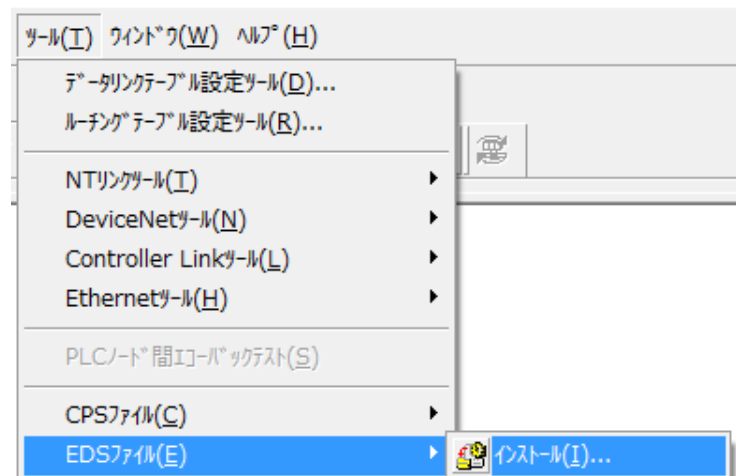 ﾂｰﾙ(T) ｳｨﾝﾄﾞｳ(W) ﾍﾙﾌﾟ(H)
ﾃﾞｰﾀﾘﾝｸﾃｰﾌﾞﾙ設定ﾂｰﾙ(D)...
ﾙｰﾁﾝｸﾞﾃｰﾌﾞﾙ設定ﾂｰﾙ(R)...
NTﾘﾝｸﾂｰﾙ(T)
DeviceNetﾂｰﾙ(N)
Controller Linkﾂｰﾙ(L)
Ethernetﾂｰﾙ(H)
PLCﾉｰﾄﾞ間ｴｺｰﾊﾞｯｸﾃｽﾄ(S)
CPSﾌｧｲﾙ(C)
EDSﾌｧｲﾙ(E)
ｲﾝｽﾄｰﾙ(I)...